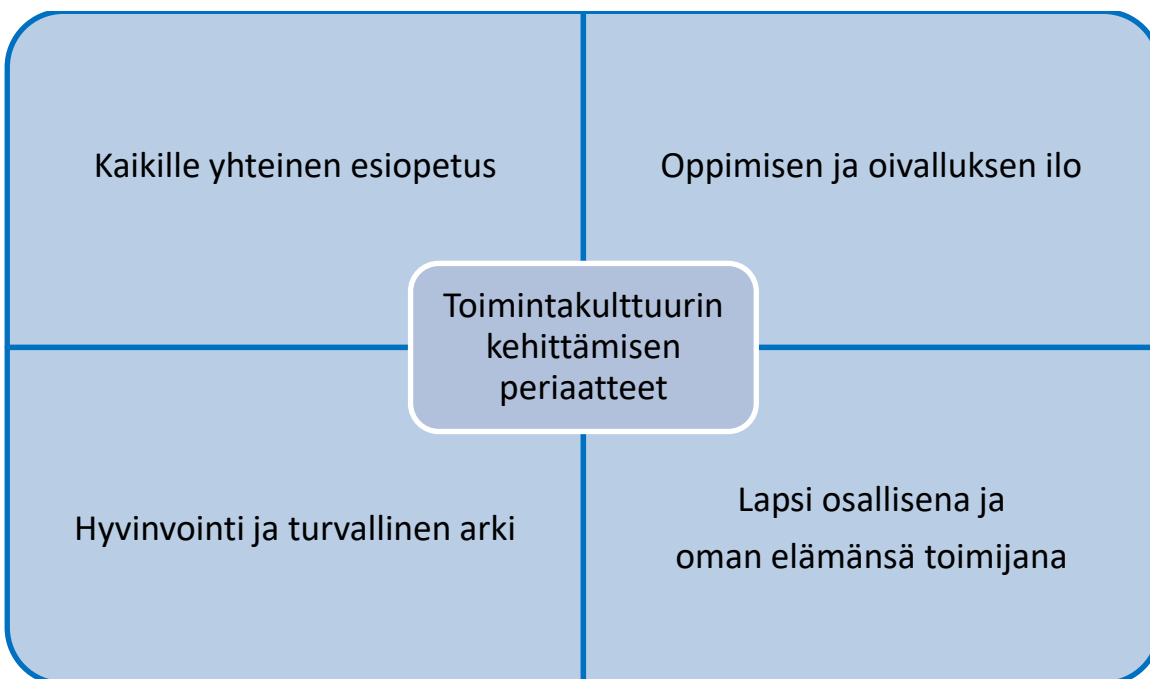 Kaikille yhteinen esiopetus
Oppimisen ja oivalluksen ilo
Toimintakulttuurin
kehittämisen
periaatteet
Hyvinvointi ja turvallinen arki
Lapsi osallisena ja
oman elämänsä toimijana